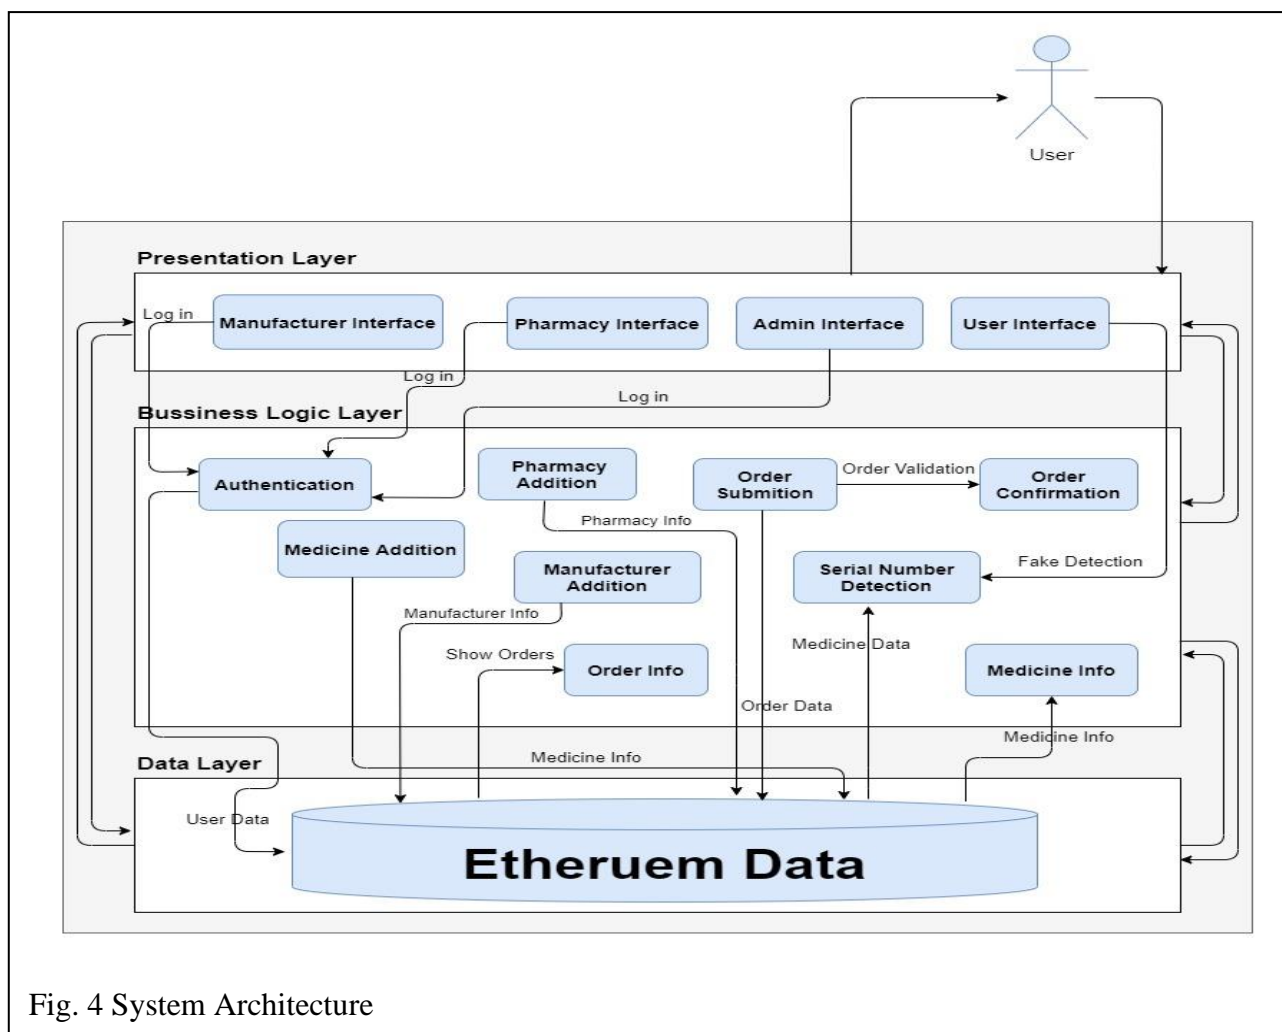 User
Presentation Layer
Log in
Manufacturer Interface
Pharmacy Interface
Admin Interface
User Interface
Log in
Log in
Bussiness Logic Layer
Authentication
Pharmacy
Addition
Order
Submition
Order Validation
Order
Confirmation
Pharmacy Info
Medicine Addition
Manufacturer
Addition
Serial Number
Detection
Fake Detection
Manufacturer Info
Show Orders
Order Info
Medicine Data
Medicine Info
Order Data
Medicine Info
Medicine Info
Data Layer
User Data
Etheruem Data
Fig. 4 System Architecture